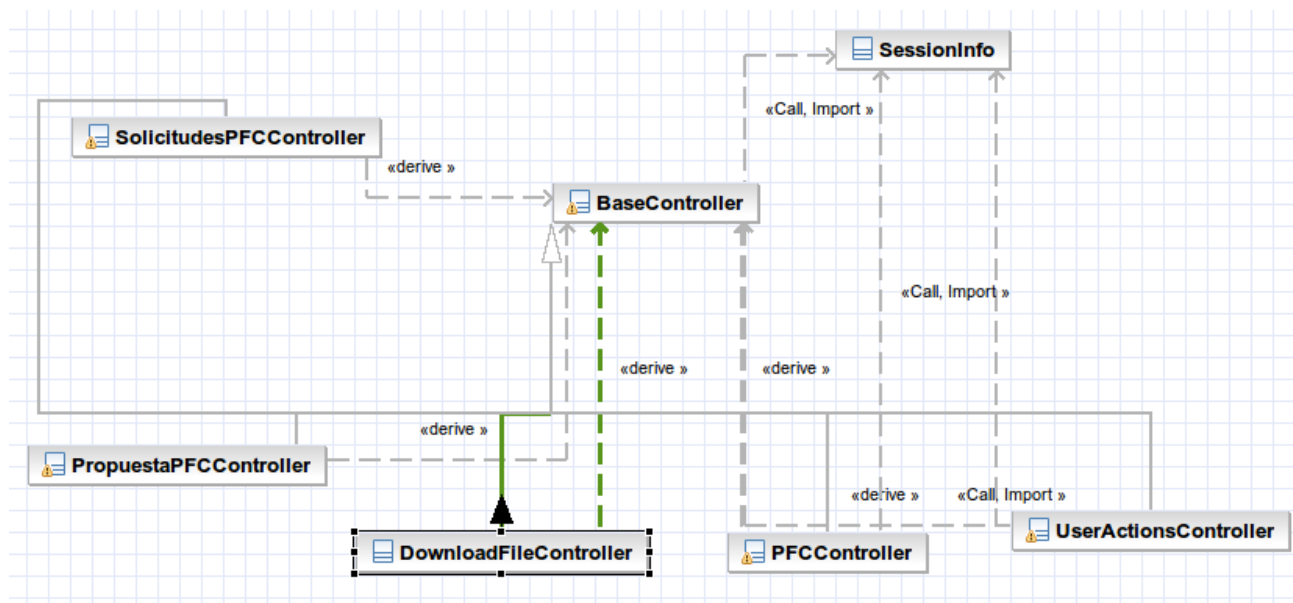 SessionInfo
«Call, Import »
SolicitudesPFCController
«derive »
BaseController
«Call, Import »
«derive »
«derive »
«derive »
PropuestaPFCController
«derive »
«Call, Import »
UserActionsController
DownloadFileController
PFCController